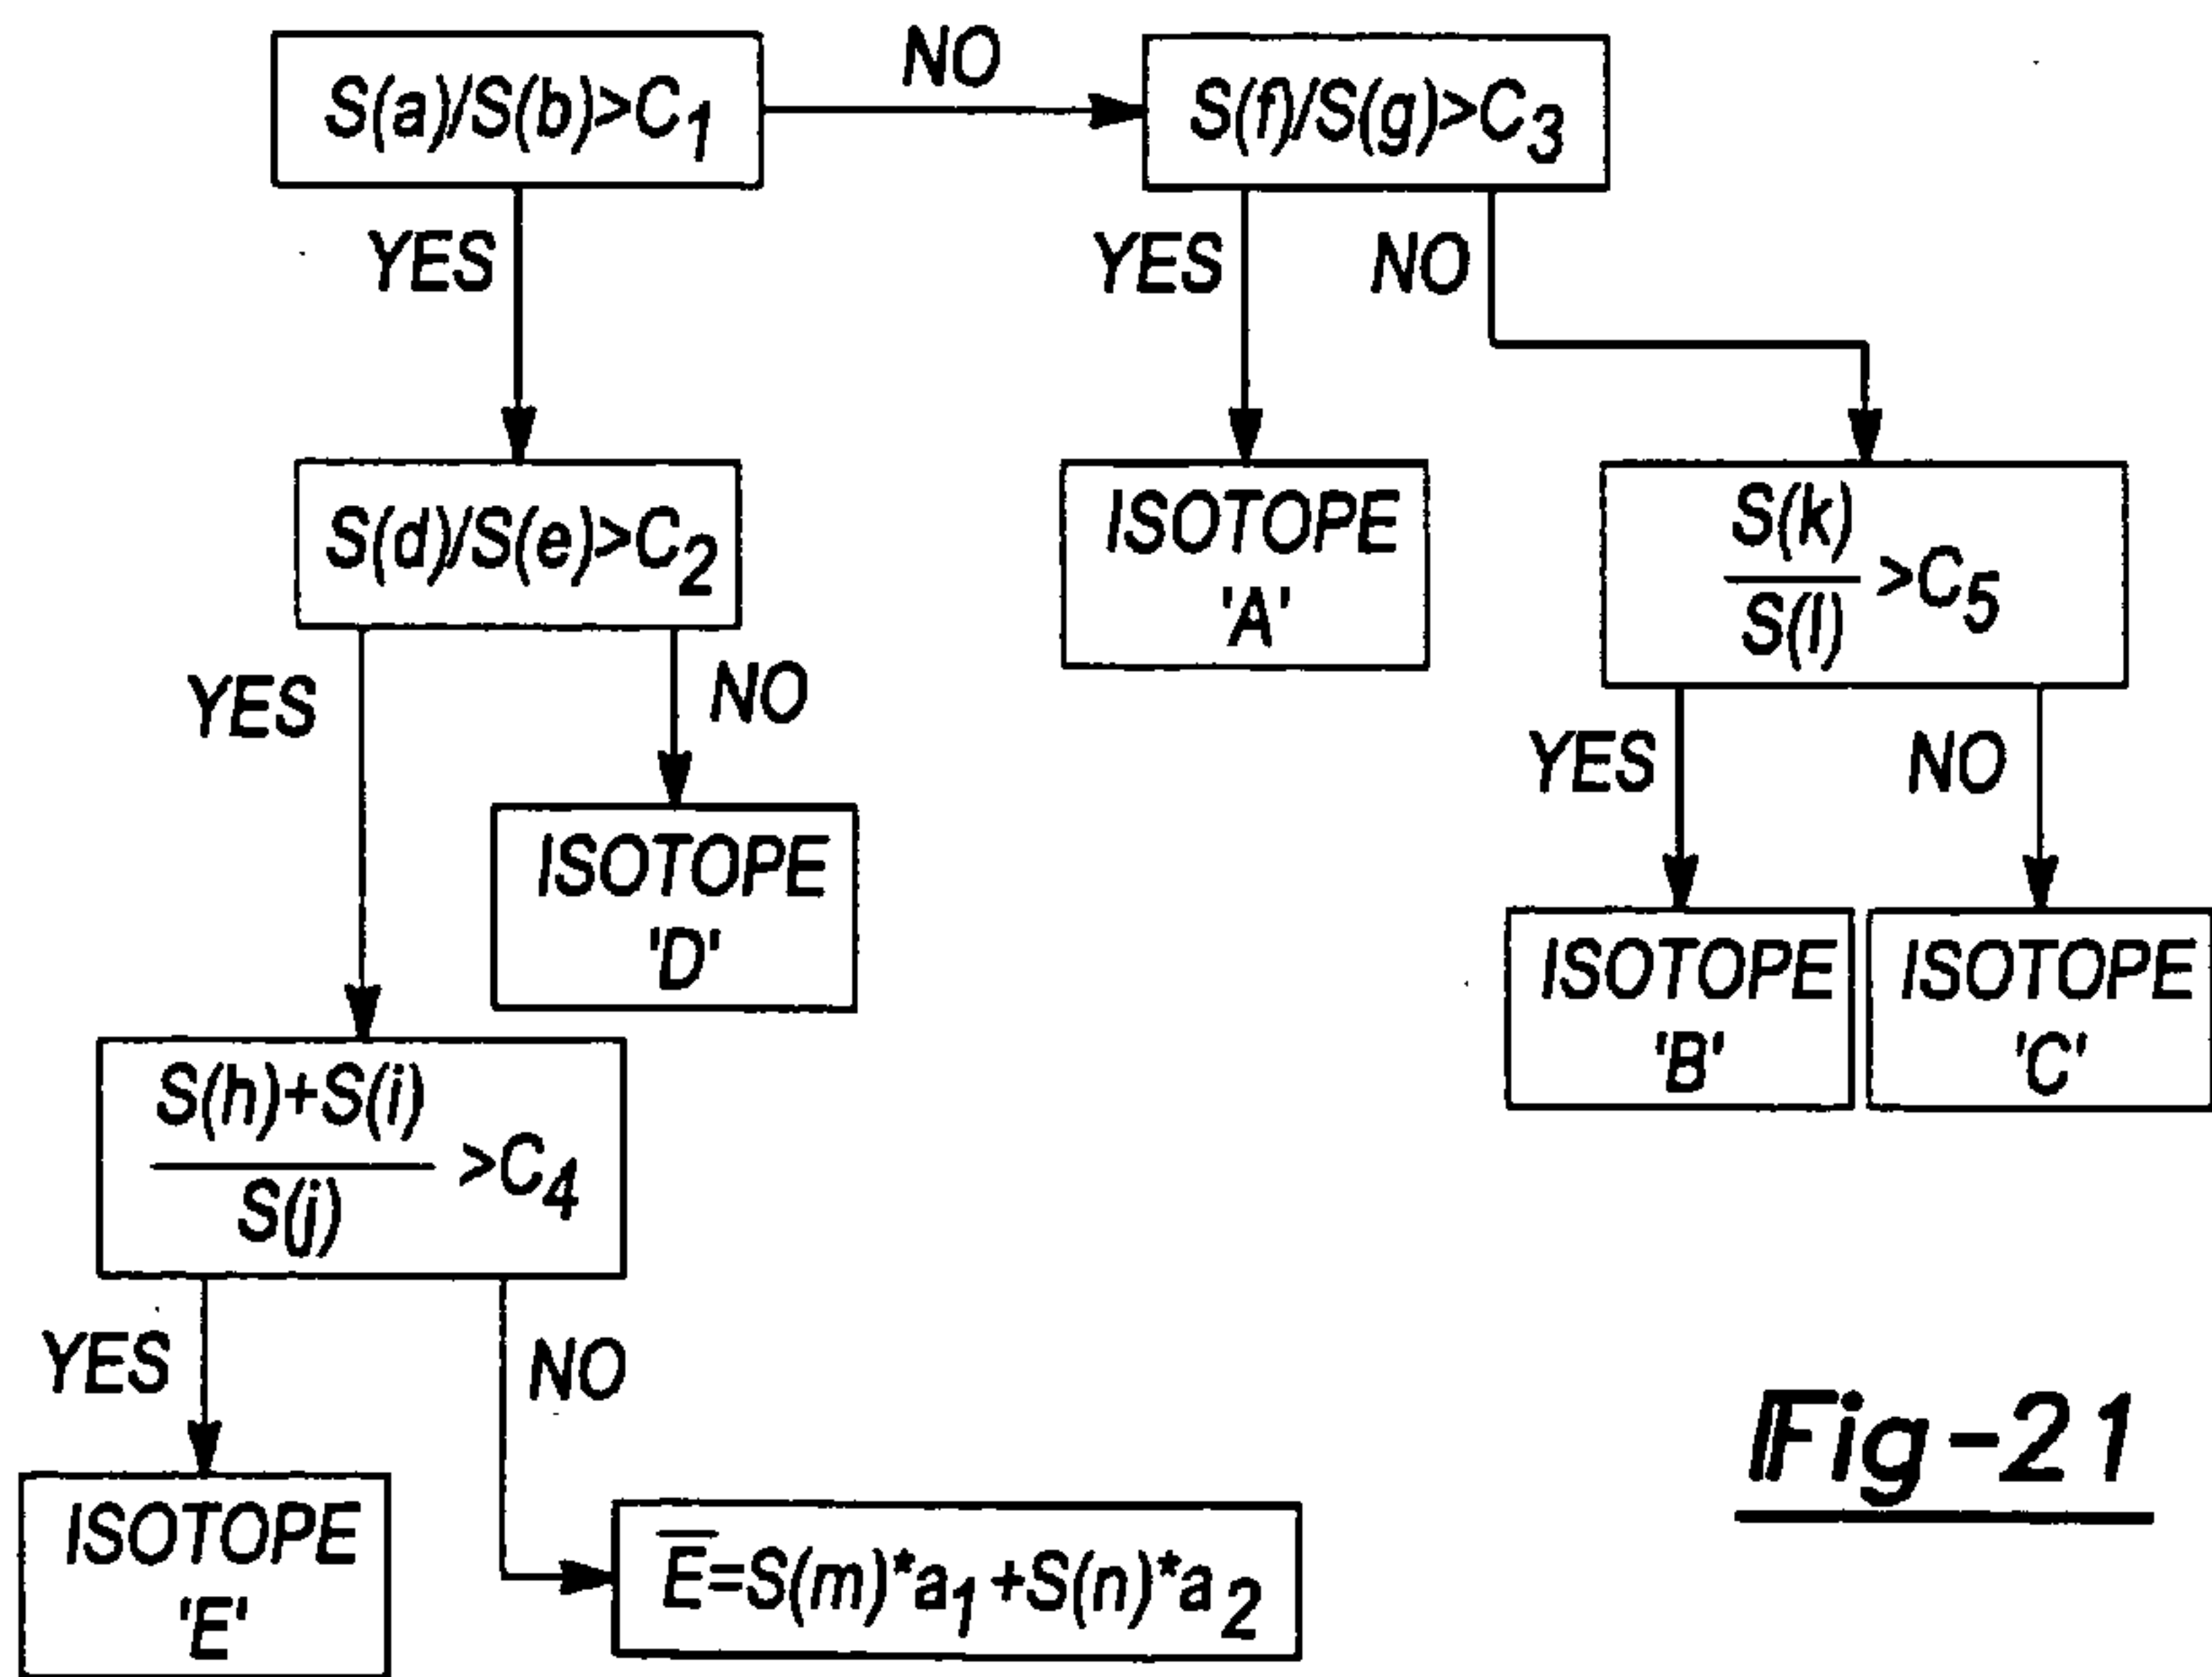 S(a)/S(b)>C1
NO
S(f)/S(g)>C3
YES
YES
NO
S(d)/S(e)>C2
ISOTOPE
'A'
S(k)
S(l)
>C5
YES
NO
ISOTOPE
'D'
YES
NO
ISOTOPE
'B'
ISOTOPE
'C'
S(h)+S(i)
S(j)
>C4
YES
NO
ISOTOPE
'E'
E̅=S(m)*a1+S(n)*a2
Fig-21